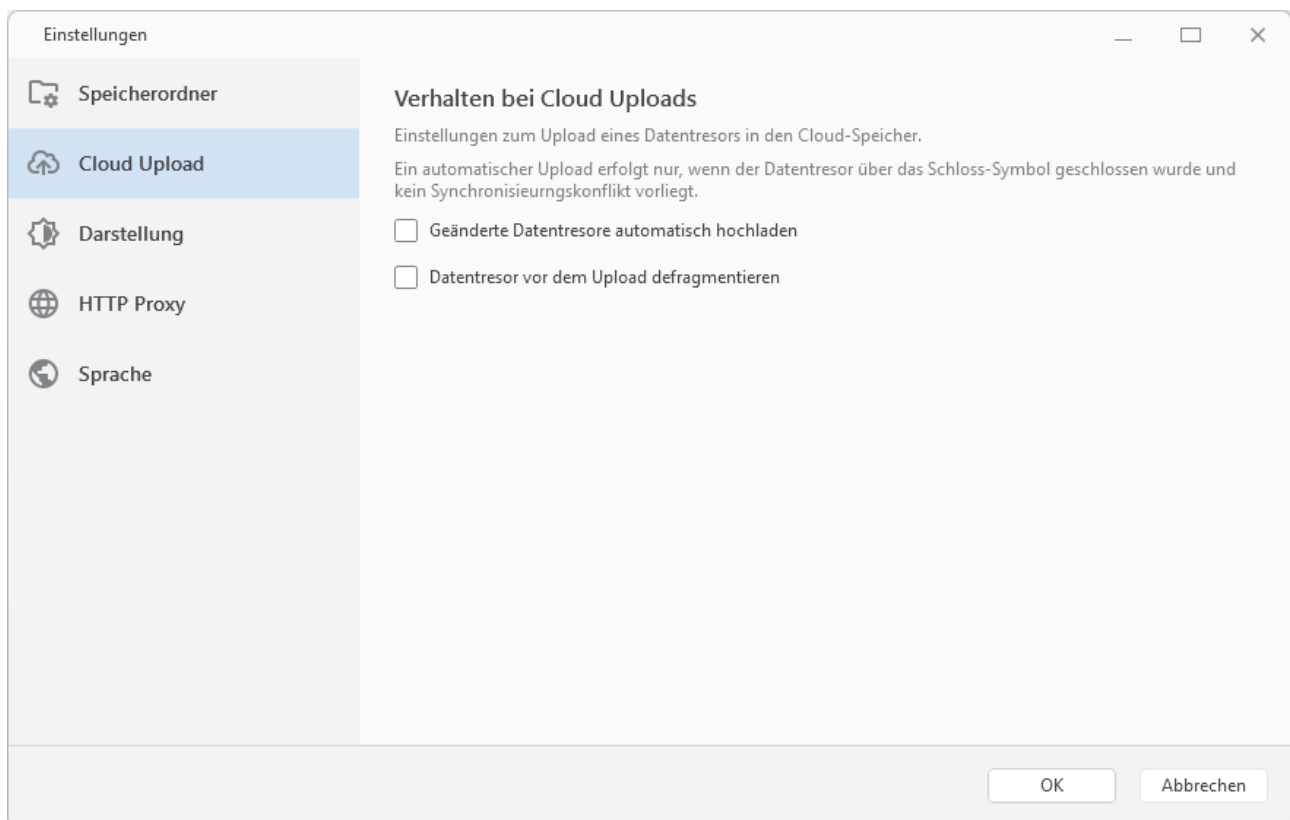 Einstellungen
Speicherordner
Cloud Upload
Darstellung
HTTP Proxy
Sprache
Verhalten bei Cloud Uploads
Einstellungen zum Upload eines Datentresors in den Cloud-Speicher.
Ein automatischer Upload erfolgt nur, wenn der Datentresor über das Schloss-Symbol geschlossen wurde und
kein Synchronisieurngskonflikt vorliegt.
Geänderte Datentresore automatisch hochladen
Datentresor vor dem Upload defragmentieren
OK
Abbrechen